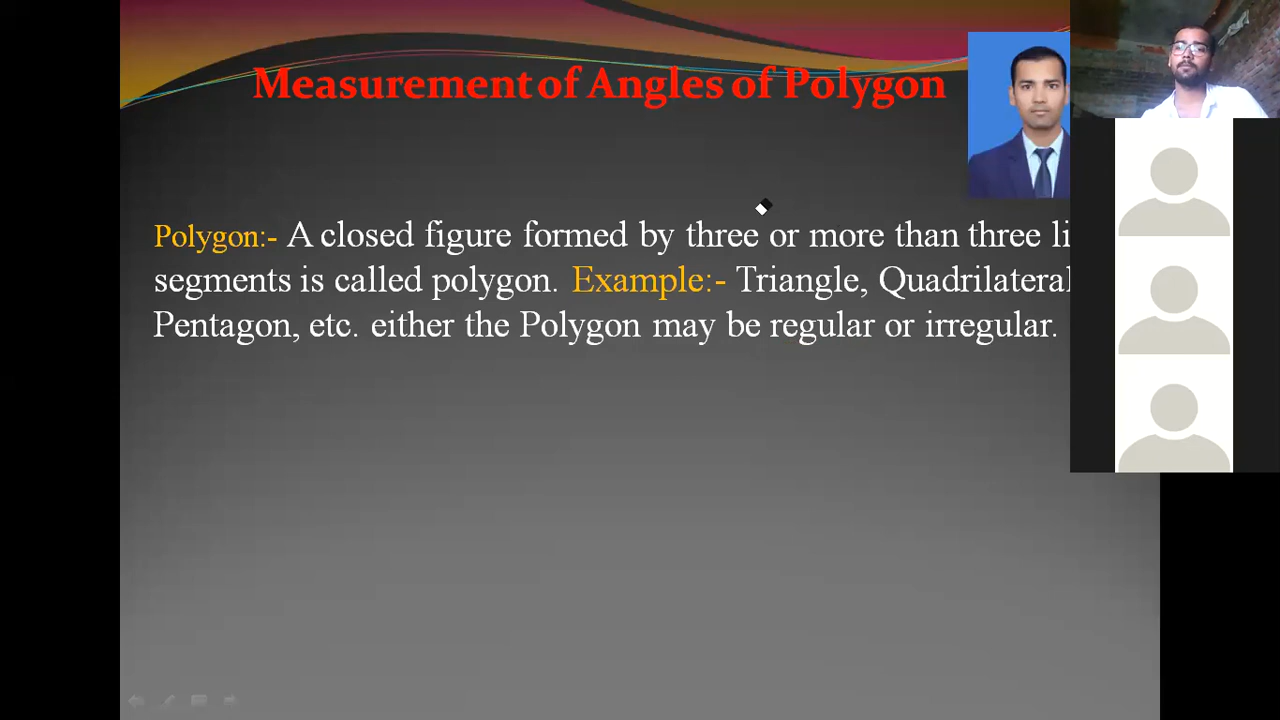 Measurement of Angles of Polygon
Polygon:- A closed figure formed by three or more than three li
segments is called polygon. Example:- Triangle, Quadrilateral
Pentagon, etc. either the Polygon may be regular or irregular.